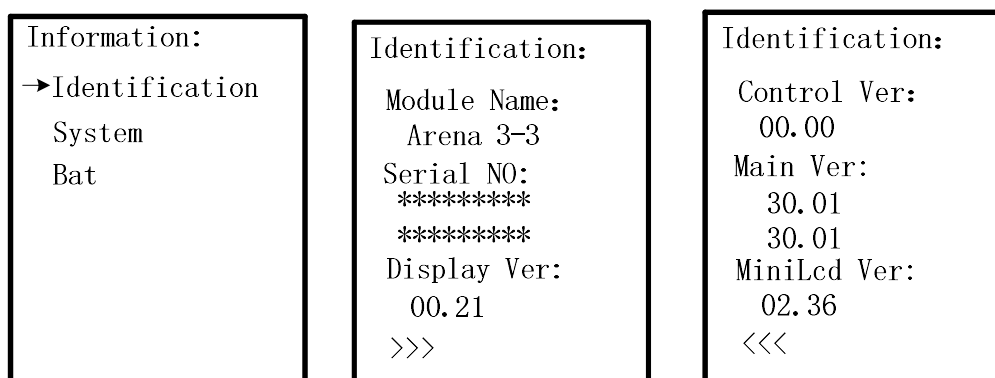 Information:
→Identification
System
Bat
Identification:
Module Name:
Arena 3-3
Serial NO:
*********
*********
Display Ver:
00.21
>>>
Identification:
Control Ver:
00.00
Main Ver:
30.01
30.01
MiniLcd Ver:
02.36
<<<